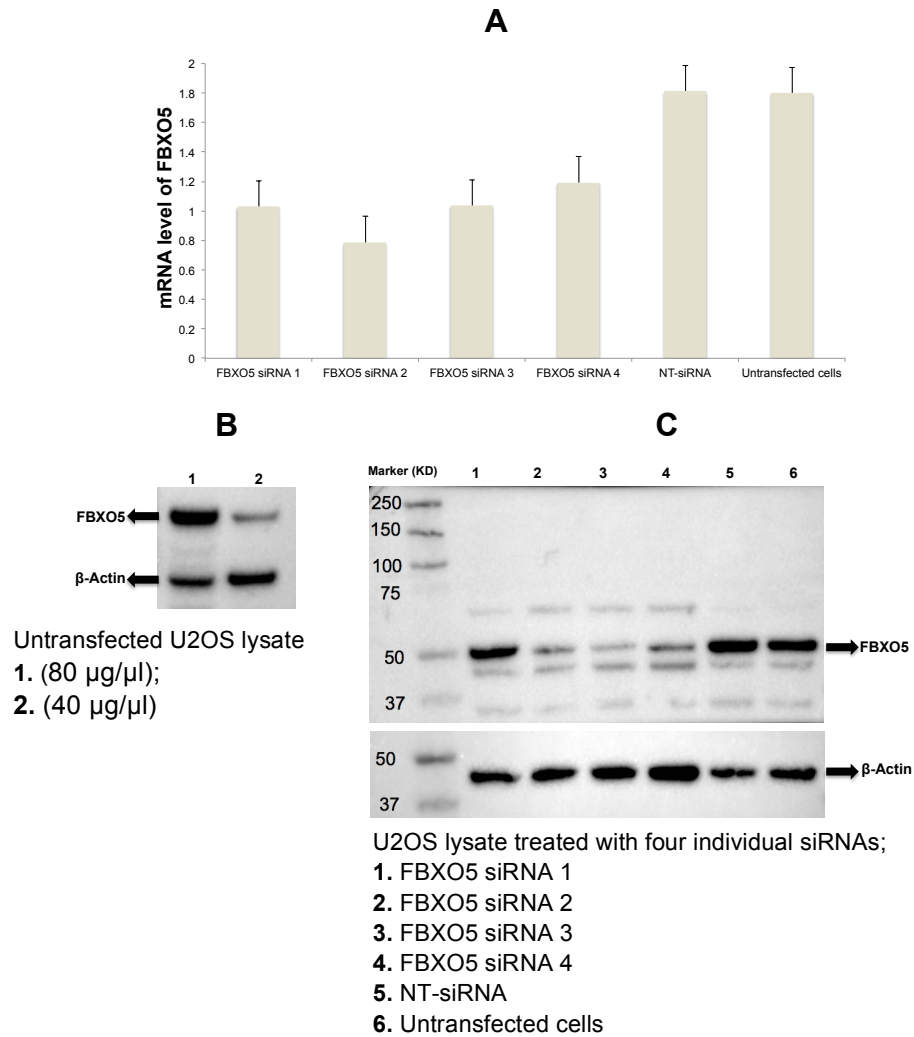 A
mRNA level of FBXO5
2
1.8
1.6
1.4
1.2
1
0.8
0.6
0.4
0.2
0
FBXO5 siRNA 1 FBXO5 siRNA 2 FBXO5 siRNA 3 FBXO5 siRNA 4 NT-siRNA Untransfected cells
B
1 2
FBXO5
β-Actin
Untransfected U2OS lysate
1. (80 µg/µl);
2. (40 µg/µl)
C
Marker (KD) 1 2 3 4 5 6
250
150
100
75
50
37
FBXO5
50
37
β-Actin
U2OS lysate treated with four individual siRNAs;
1. FBXO5 siRNA 1
2. FBXO5 siRNA 2
3. FBXO5 siRNA 3
4. FBXO5 siRNA 4
5. NT-siRNA
6. Untransfected cells